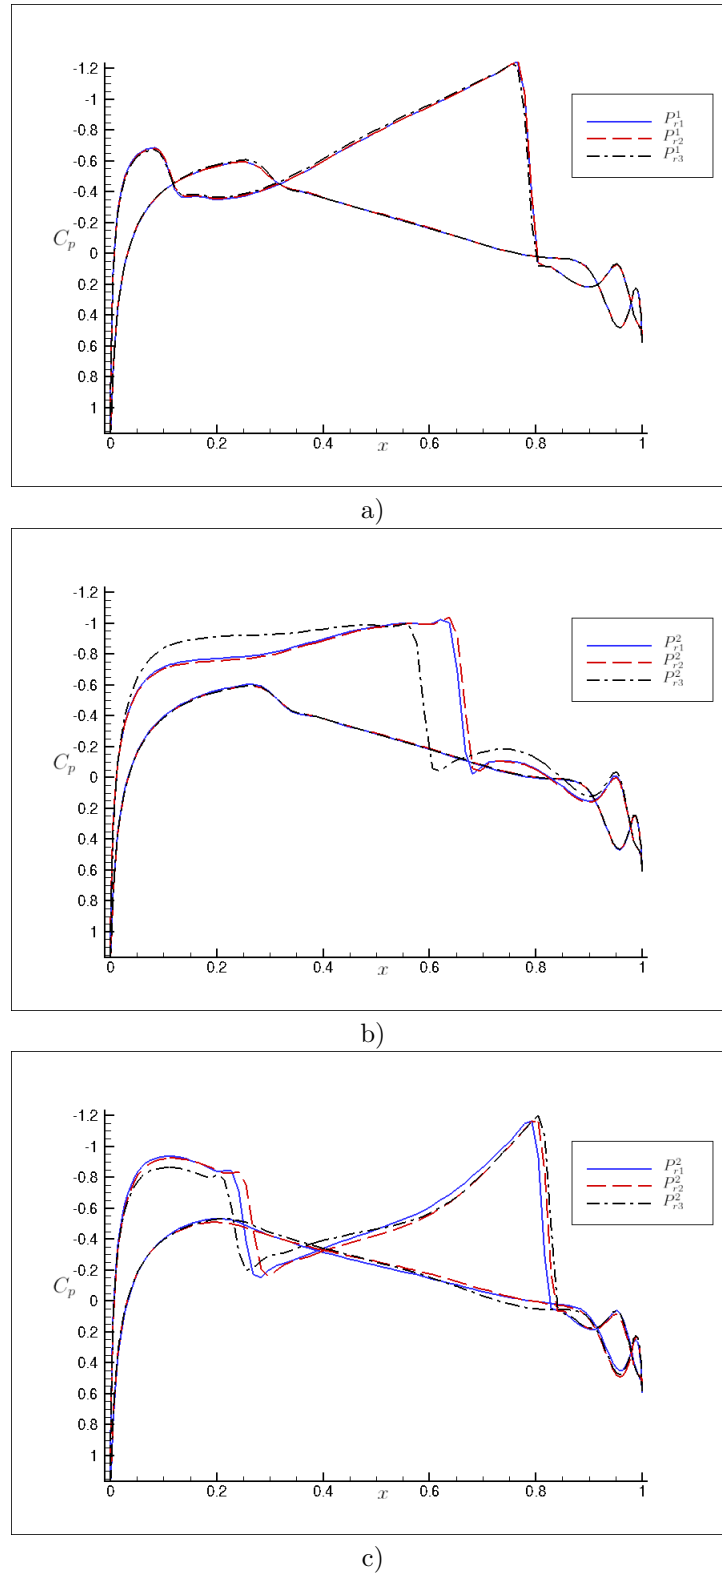 -1.2
-1
-0.8
-0.6
-0.4
-0.2
0
0.2
0.4
0.6
0.8
1
C_p
0 0.2 0.4 0.6 0.8 1
x
P^1_{r1}
P^1_{r2}
P^1_{r3}
a)
-1.2
-1
-0.8
-0.6
-0.4
-0.2
0
0.2
0.4
0.6
0.8
1
C_p
0 0.2 0.4 0.6 0.8 1
x
P^2_{r1}
P^2_{r2}
P^2_{r3}
b)
-1.2
-1
-0.8
-0.6
-0.4
-0.2
0
0.2
0.4
0.6
0.8
1
C_p
0 0.2 0.4 0.6 0.8 1
x
P^2_{r1}
P^2_{r2}
P^2_{r3}
c)